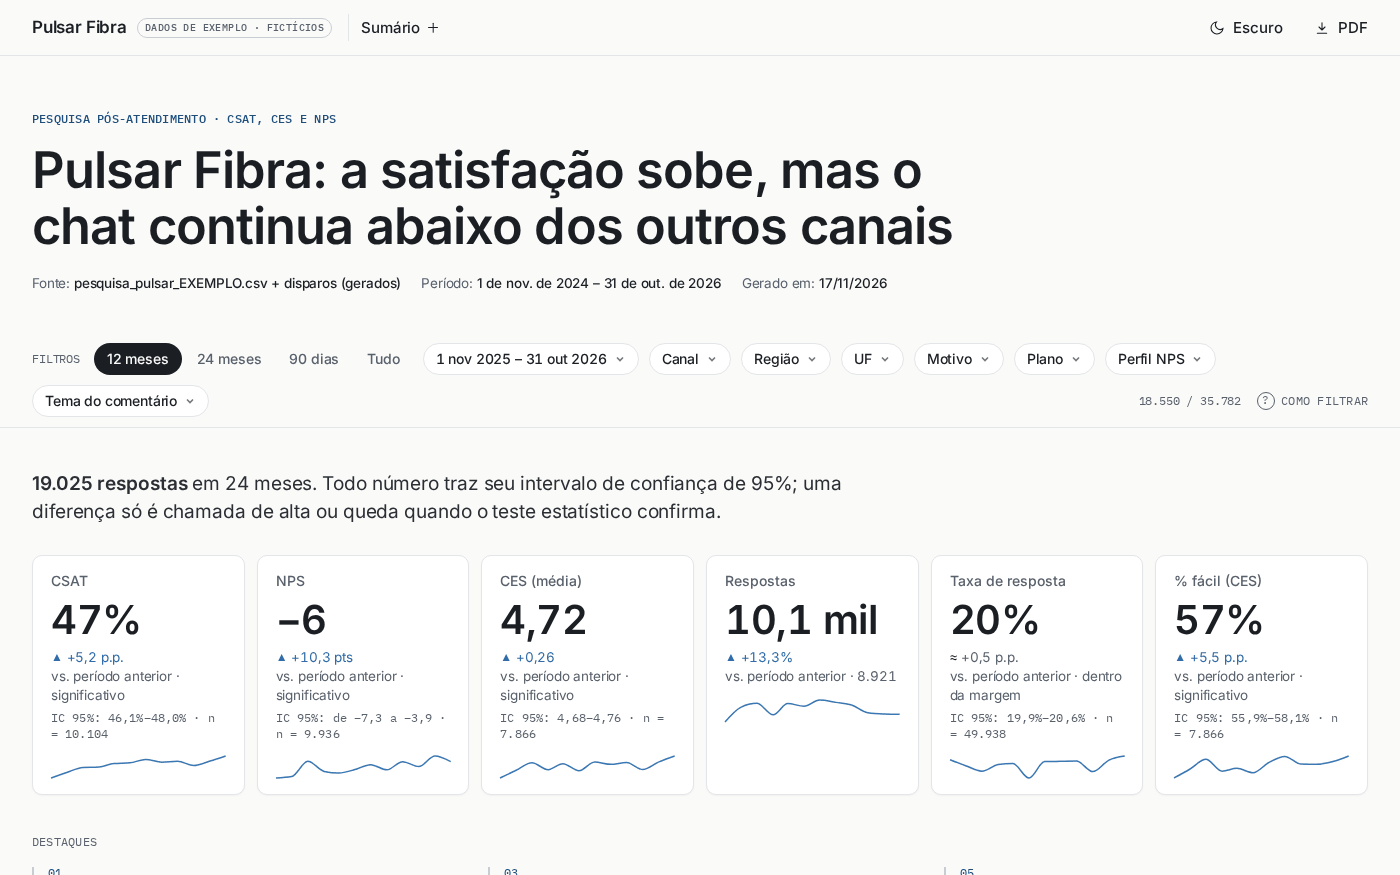 Pulsar Fibra
DADOS DE EXEMPLO · FICTÍCIOS
Sumário +
Escuro
PDF
PESQUISA PÓS-ATENDIMENTO · CSAT, CES E NPS
Pulsar Fibra: a satisfação sobe, mas o
chat continua abaixo dos outros canais
Fonte: pesquisa_pulsar_EXEMPLO.csv + disparos (gerados)
Período: 1 de nov. de 2024 – 31 de out. de 2026
Gerado em: 17/11/2026
FILTROS
12 meses
24 meses
90 dias
Tudo
1 nov 2025 – 31 out 2026
Canal
Região
UF
Motivo
Plano
Perfil NPS
Tema do comentário
18.550 / 35.782
? COMO FILTRAR
19.025 respostas em 24 meses. Todo número traz seu intervalo de confiança de 95%; uma
diferença só é chamada de alta ou queda quando o teste estatístico confirma.
CSAT
47%
▲ +5,2 p.p.
vs. período anterior ·
significativo
IC 95%: 46,1%–48,0% · n
= 10.104
NPS
−6
▲ +10,3 pts
vs. período anterior ·
significativo
IC 95%: de −7,3 a −3,9 ·
n = 9.936
CES (média)
4,72
▲ +0,26
vs. período anterior ·
significativo
IC 95%: 4,68–4,76 · n =
7.866
Respostas
10,1 mil
▲ +13,3%
vs. período anterior · 8.921
Taxa de resposta
20%
≈ +0,5 p.p.
vs. período anterior · dentro
da margem
IC 95%: 19,9%–20,6% · n
= 49.938
% fácil (CES)
57%
▲ +5,5 p.p.
vs. período anterior ·
significativo
IC 95%: 55,9%–58,1% · n
= 7.866
DESTAQUES
01
03
05